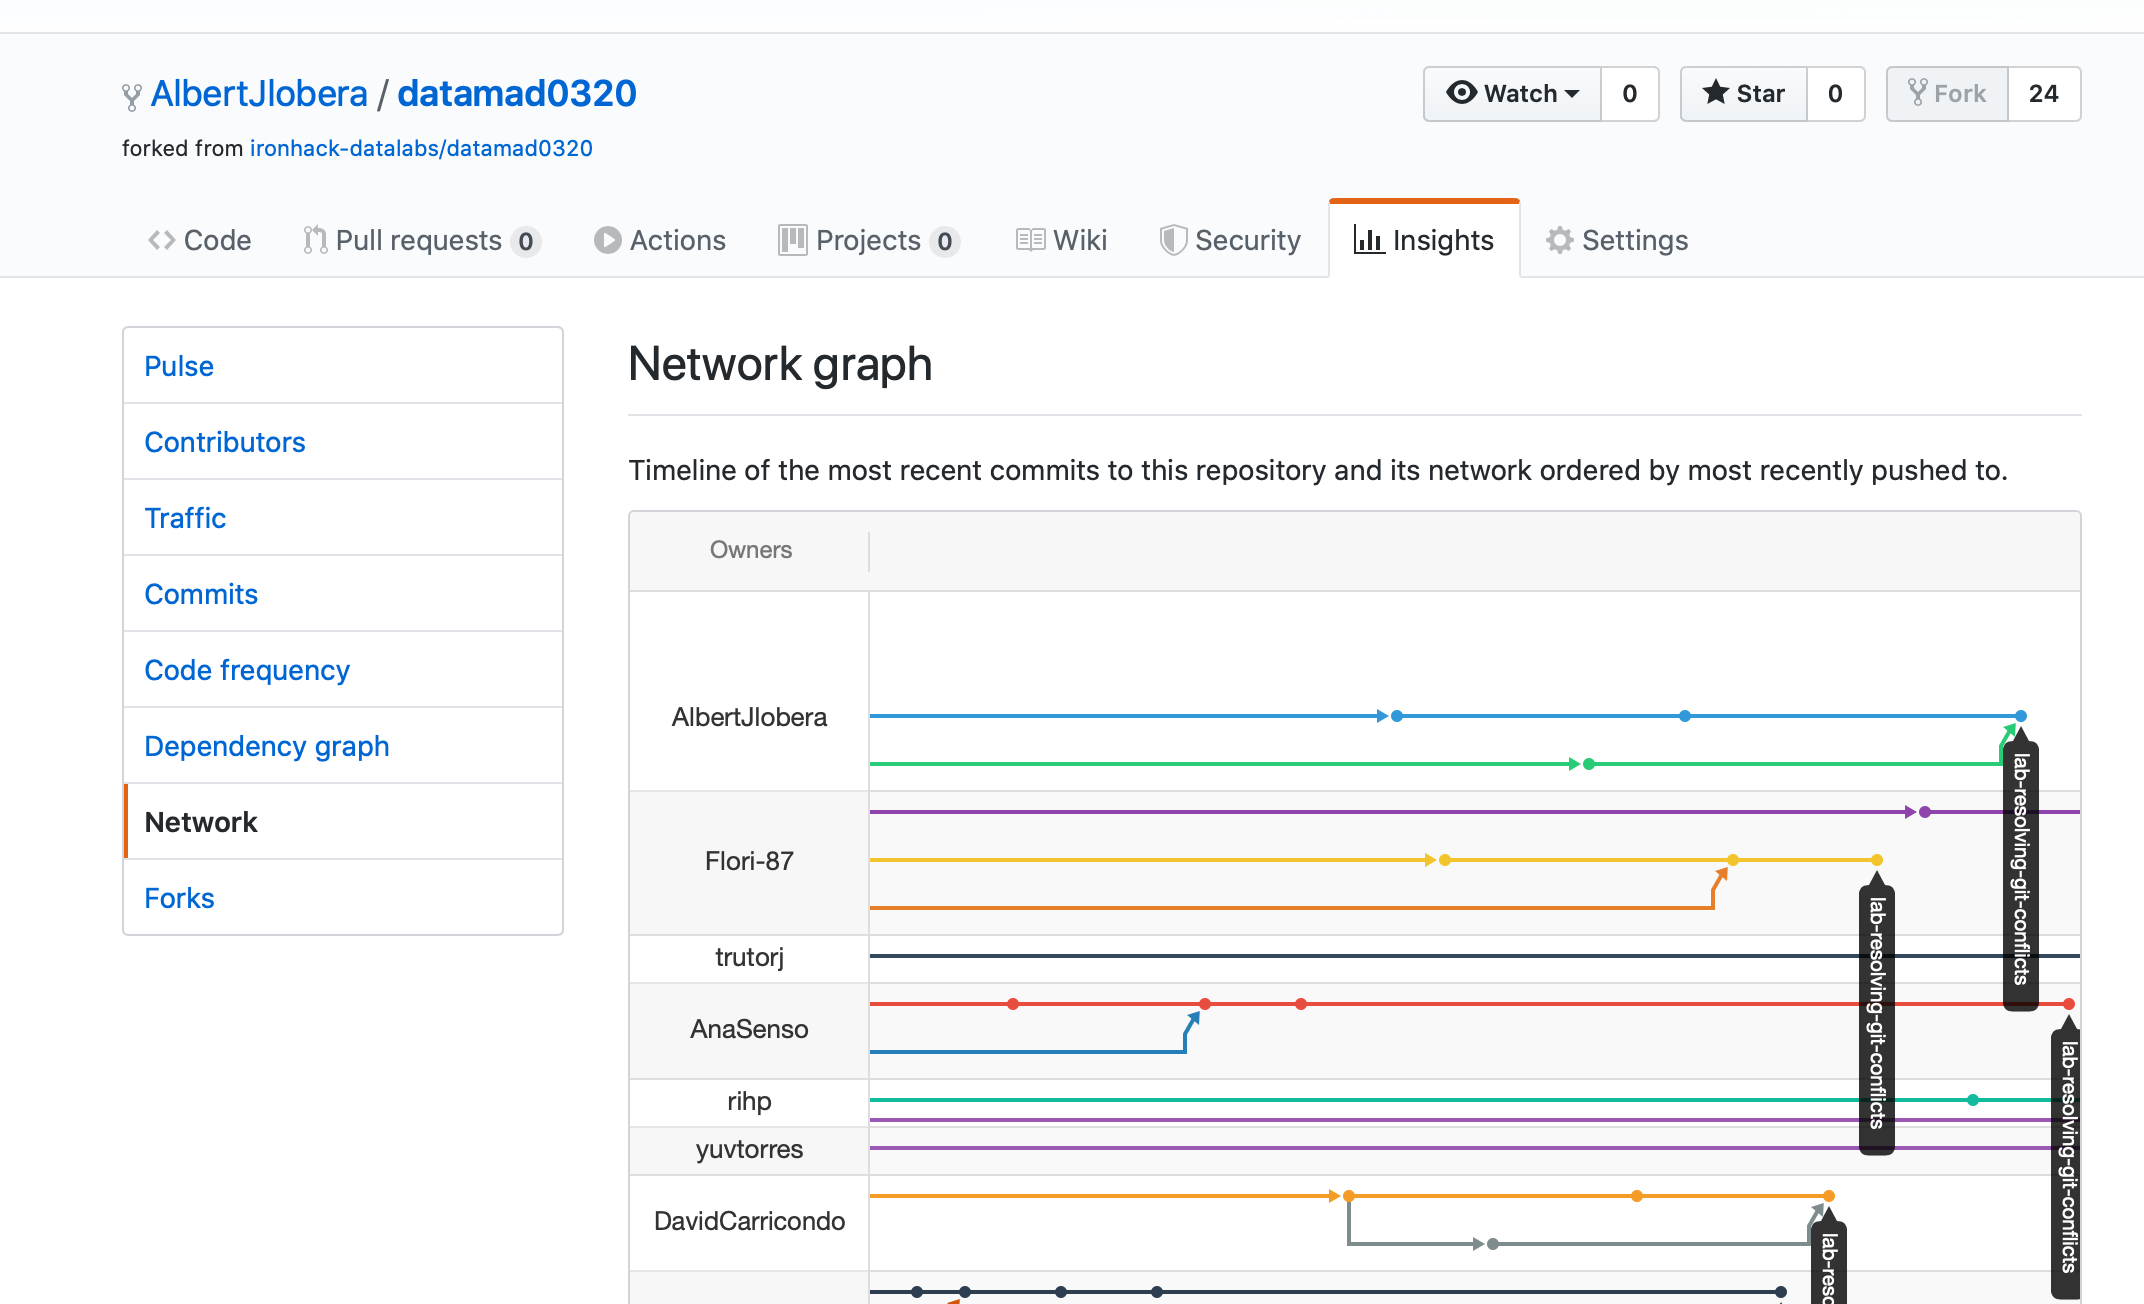 AlbertJlobera / datamad0320
Watch 0 Star 0 Fork 24
forked from ironhack-datalabs/datamad0320
Code Pull requests 0 Actions Projects 0 Wiki Security Insights Settings
Pulse
Contributors
Traffic
Commits
Code frequency
Dependency graph
Network
Forks
Network graph
Timeline of the most recent commits to this repository and its network ordered by most recently pushed to.
Owners
AlbertJlobera
lab-resolving-git-conflicts
Flori-87
lab-resolving-git-conflicts
trutorj
AnaSenso
lab-resolving-git-conflicts
rihp
yuvtorres
DavidCarricondo
lab-reso